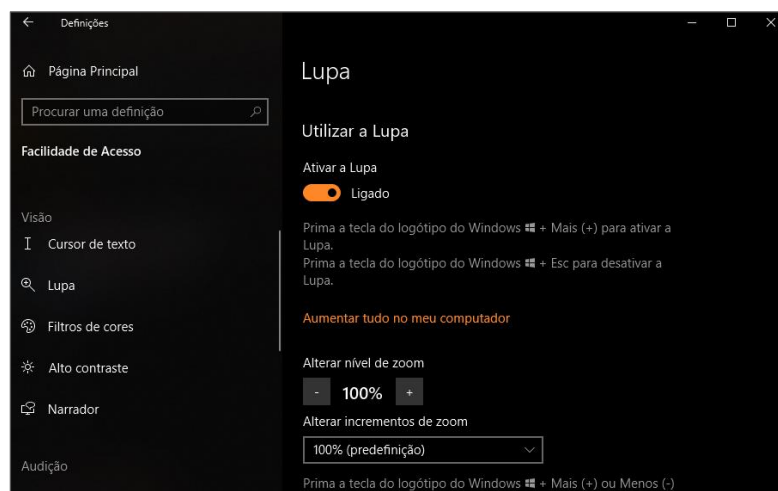 Definições
Página Principal
Procurar uma definição
Facilidade de Acesso
Visão
Cursor de texto
Lupa
Filtros de cores
Alto contraste
Narrador
Audição
Lupa
Utilizar a Lupa
Ativar a Lupa
Ligado
Prima a tecla do logótipo do Windows + Mais (+) para ativar a
Lupa.
Prima a tecla do logótipo do Windows + Esc para desativar a
Lupa.
Aumentar tudo no meu computador
Alterar nível de zoom
- 100% +
Alterar incrementos de zoom
100% (predefinição)
Prima a tecla do logótipo do Windows + Mais (+) ou Menos (-)